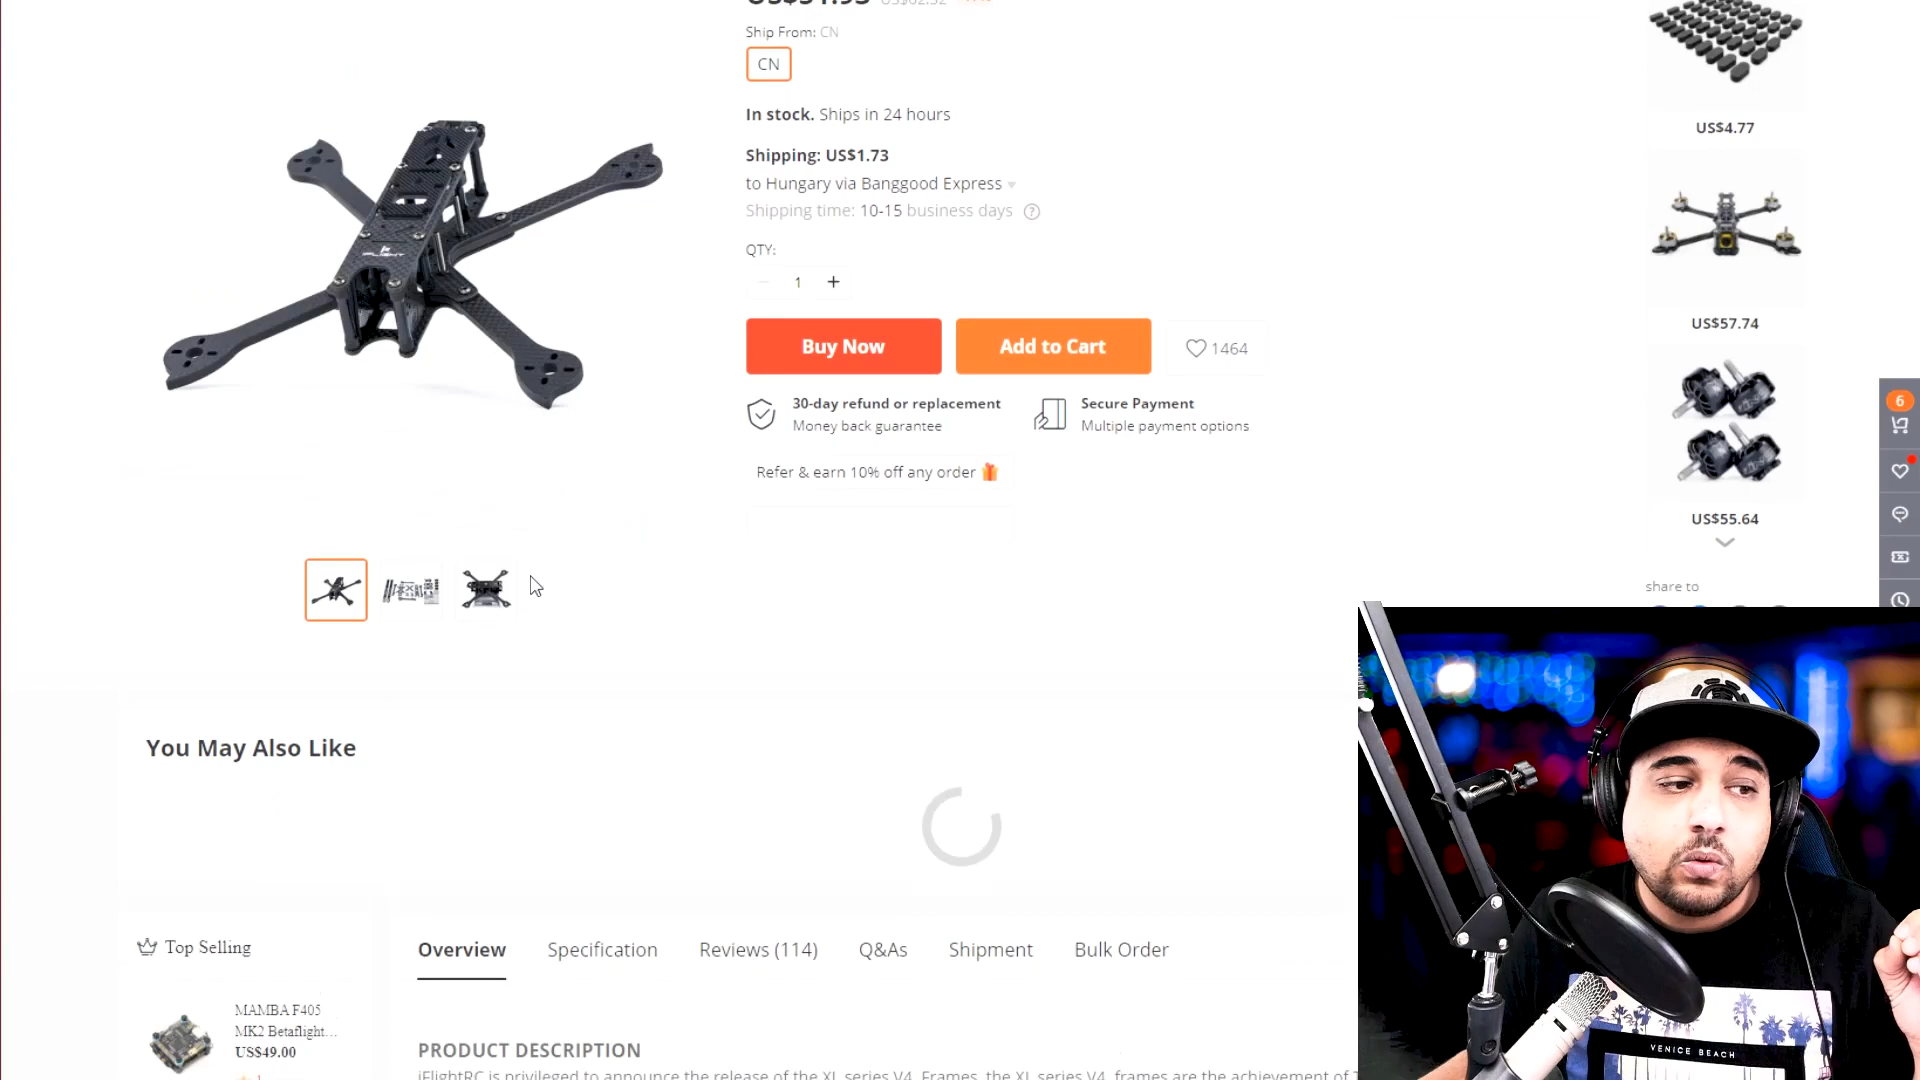 Ship From: CN
CN
In stock. Ships in 24 hours
Shipping: US$1.73
to Hungary via Banggood Express
Shipping time: 10-15 business days
QTY:
1
Buy Now
Add to Cart
1464
30-day refund or replacement
Money back guarantee
Secure Payment
Multiple payment options
Refer & earn 10% off any order
US$4.77
US$57.74
US$55.64
6
share to
You May Also Like
Top Selling
MAMBA F405
MK2 Betaflight...
US$49.00
Overview
Specification
Reviews (114)
Q&As
Shipment
Bulk Order
PRODUCT DESCRIPTION
iFlightRC is privileged to announce the release of the XL series V4 Frames, the XL series V4 frames are the achievement of
VENICE BEACH